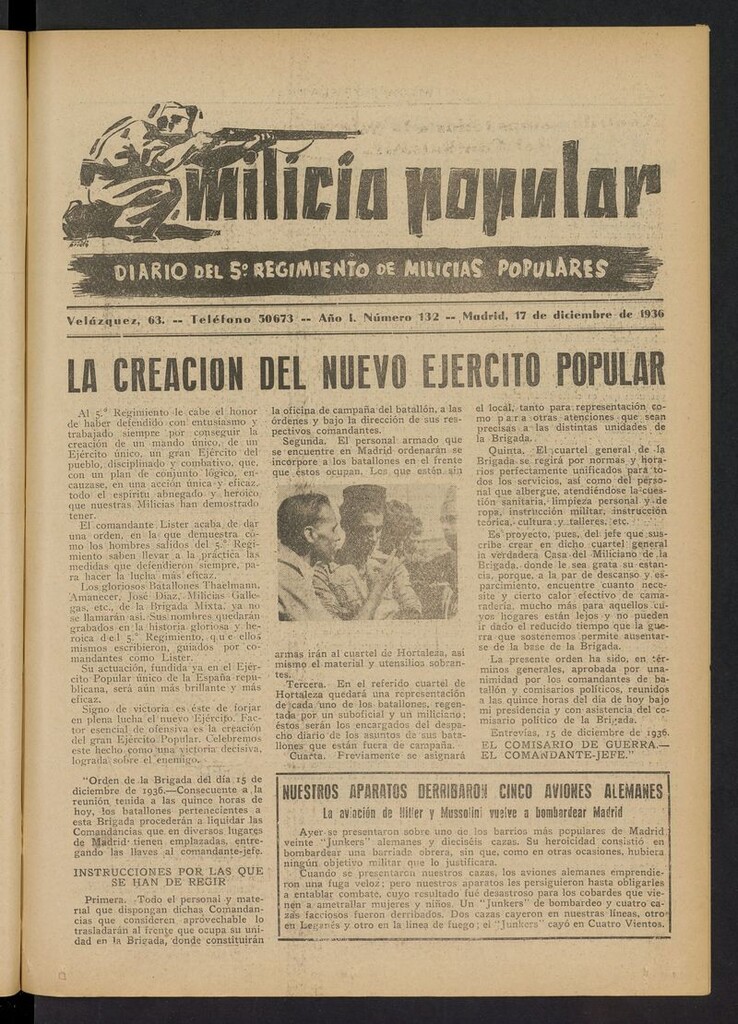 milicia popular
DIARIO DEL 5º REGIMIENTO DE MILICIAS POPULARES
Velázquez, 63. -- Teléfono 50673 -- Año I. Número 132 -- Madrid, 17 de diciembre de 1936
LA CREACION DEL NUEVO EJERCITO POPULAR
Al 5.º Regimiento le cabe el honor
de haber defendido con entusiasmo y
trabajado siempre por conseguir la
creación de un mando único, de un
Ejército único, un gran Ejército del
pueblo, disciplinado y combativo, que,
con un plan de conjunto lógico, en-
cauzase, en una acción única y eficaz,
todo el espíritu abnegado y heroico,
que nuestras Milicias han demostrado
tener.
El comandante Lister acaba de dar
una orden, en la que demuestra có-
mo los hombres salidos del 5.º Regi-
miento saben llevar a la práctica las
medidas que defendieron siempre, pa-
ra hacer la lucha más eficaz.
Los gloriosos Batallones Thaelmann,
Amanecer, José Díaz, Milicias Galle-
gas, etc., de la Brigada Mixta, ya no
se llamarán así. Sus nombres quedarán
grabados en la historia gloriosa y he-
roica del 5.º Regimiento, que ellos
mismos escribieron, guiados por co-
mandantes como Lister.
Su actuación, fundida ya en el Ejér-
cito Popular único de la España repu-
blicana, será aún más brillante y más
eficaz.
Signo de victoria es éste de forjar
en plena lucha el nuevo Ejército. Fac-
tor esencial de ofensiva es la creación
del gran Ejército Popular. Celebremos
este hecho como una victoria decisiva,
lograda sobre el enemigo.
"Orden de la Brigada del día 15 de
diciembre de 1936.—Consecuente a la
reunión tenida a las quince horas de
hoy, los batallones pertenecientes a
esta Brigada procederán a liquidar las
Comandancias que en diversos lugares
de Madrid tienen emplazadas, entre-
gando las llaves al comandante-jefe.
INSTRUCCIONES POR LAS QUE
SE HAN DE REGIR
Primera. Todo el personal y mate-
rial que dispongan dichas Comandan-
cias que consideren aprovechable lo
trasladarán al frente que ocupa su uni-
dad en la Brigada, donde constituirán
la oficina de campaña del batallón, a las
órdenes y bajo la dirección de sus res-
pectivos comandantes.
Segunda. El personal armado que
se encuentre en Madrid ordenarán se
incorpore a los batallones en el frente
que éstos ocupan. Los que estén sin
armas irán al cuartel de Hortaleza, así
mismo el material y utensilios sobran-
tes.
Tercera. En el referido cuartel de
Hortaleza quedará una representación
de cada uno de los batallones, regen-
tada por un suboficial y un miliciano;
éstos serán los encargados del despa-
cho diario de los asuntos de sus bata-
llones que están fuera de campaña.
Cuarta. Previamente se asignará
el local, tanto para representación co-
mo para otras atenciones que sean
precisas a las distintas unidades de
la Brigada.
Quinta. El cuartel general de la
Brigada se regirá por normas y hora-
rios perfectamente unificados para to-
dos los servicios, así como del perso-
nal que albergue, atendiéndose la cues-
tión sanitaria, limpieza personal y de
ropa, instrucción militar, instrucción
teórica, cultura y talleres, etc.
Es proyecto, pues, del jefe que sus-
cribe crear en dicho cuartel general
la verdadera Casa del Miliciano de la
Brigada, donde le sea grata su estan-
cia, porque, a la par de descanso y es-
parcimiento, encuentre cuanto nece-
site y cierto calor efectivo de cama-
radería, mucho más para aquellos cu-
yos hogares están lejos y no pueden
ir dado el reducido tiempo que la gue-
rra que sostenemos permite ausentar-
se de la base de la Brigada.
La presente orden ha sido, en tér-
minos generales, aprobada por una-
nimidad por los comandantes de ba-
tallón y comisarios políticos, reunidos
a las quince horas del día de hoy bajo
mi presidencia y con asistencia del co-
misario político de la Brigada.
Entrevías, 15 de diciembre de 1936.
EL COMISARIO DE GUERRA.—
EL COMANDANTE-JEFE."
NUESTROS APARATOS DERRIBARON CINCO AVIONES ALEMANES
La aviación de Hitler y Mussolini vuelve a bombardear Madrid
Ayer se presentaron sobre uno de los barrios más populares de Madrid
veinte "Junkers" alemanes y dieciséis cazas. Su heroicidad consistió en
bombardear una barriada obrera, sin que, como en otras ocasiones, hubiera
ningún objetivo militar que lo justificara.
Cuando se presentaron nuestros cazas, los aviones alemanes emprendie-
ron una fuga veloz; pero nuestros aparatos les persiguieron hasta obligarles
a entablar combate, cuyo resultado fué desastroso para los cobardes que vie-
nen a ametrallar mujeres y niños. Un "Junkers" de bombardeo y cuatro ca-
zas facciosos fueron derribados. Dos cazas cayeron en nuestras líneas, otro
en Leganés y otro en la línea de fuego; el "Junkers" cayó en Cuatro Vientos.